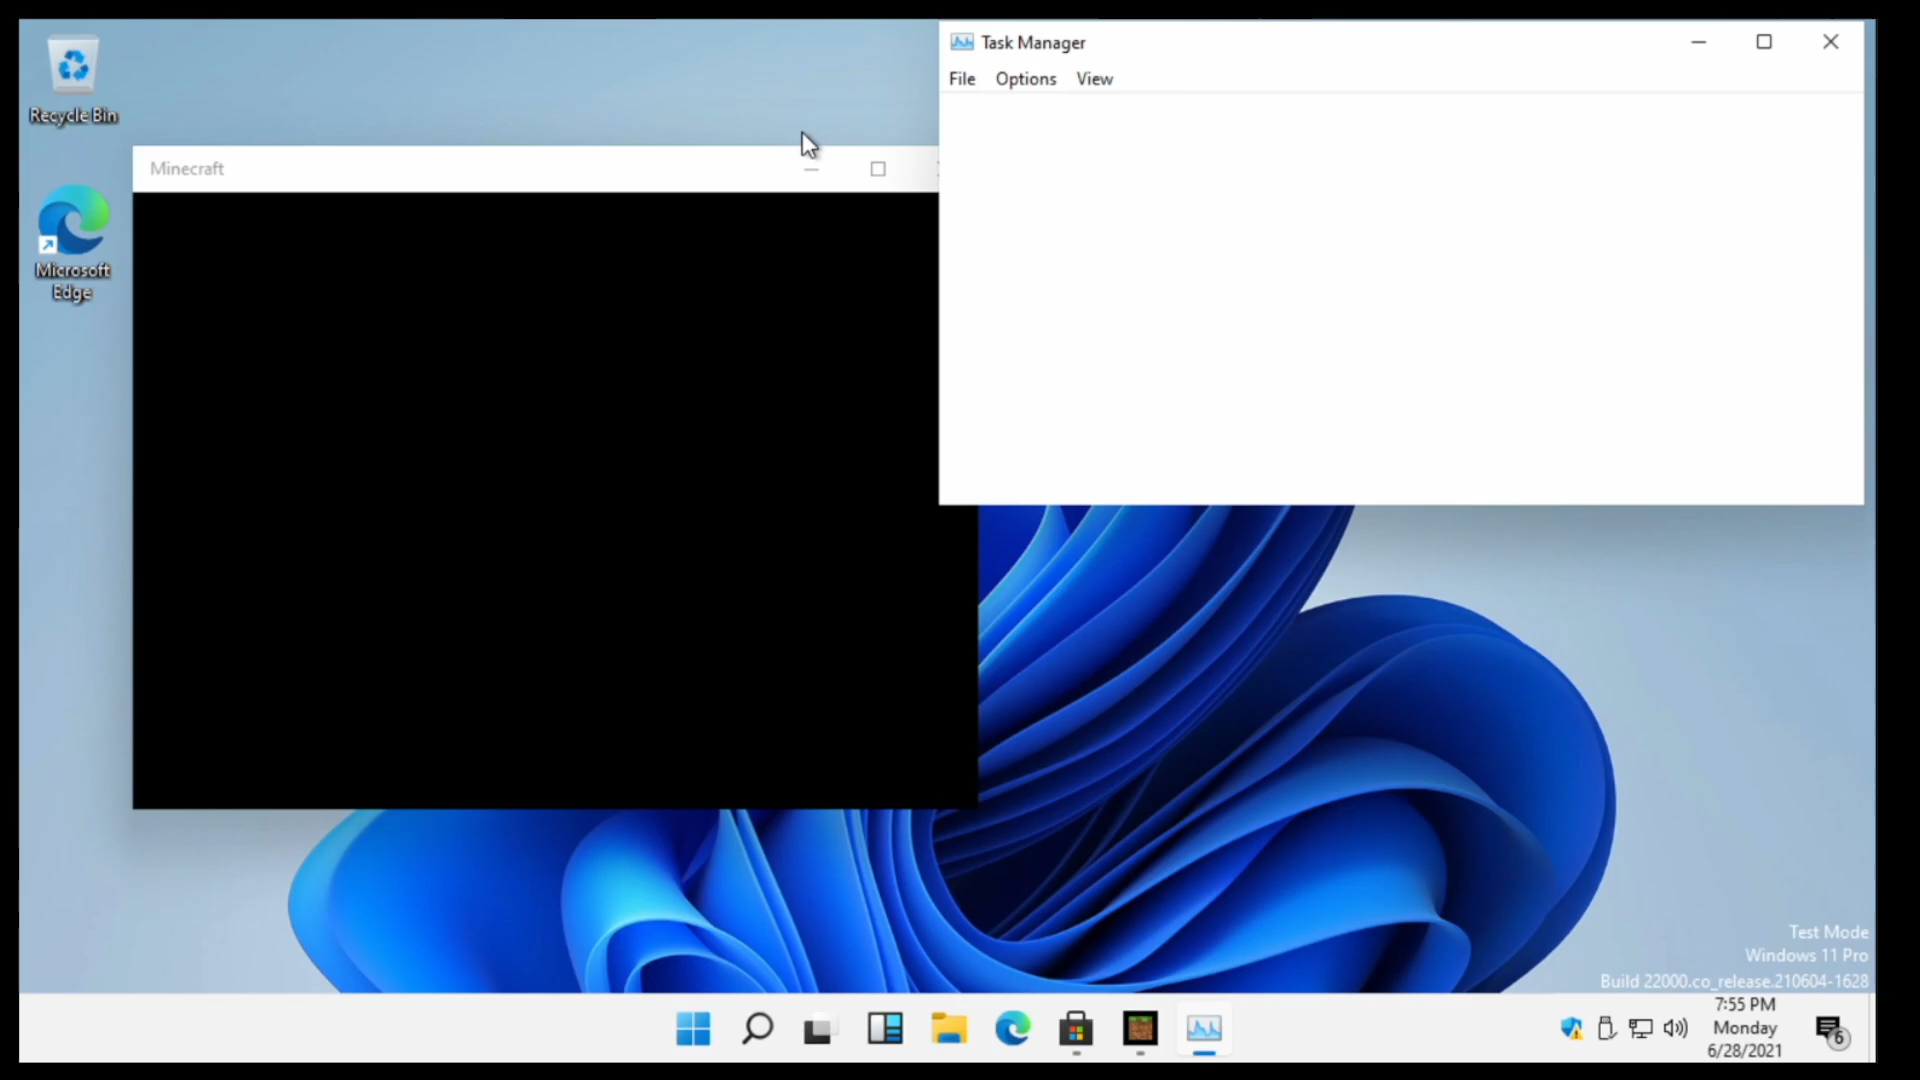 Recycle Bin
Microsoft
Edge
Minecraft
Task Manager
File Options View
Test Mode
Windows 11 Pro
Build 22000.co_release.210604-1628
7:55 PM
Monday
6/28/2021
6